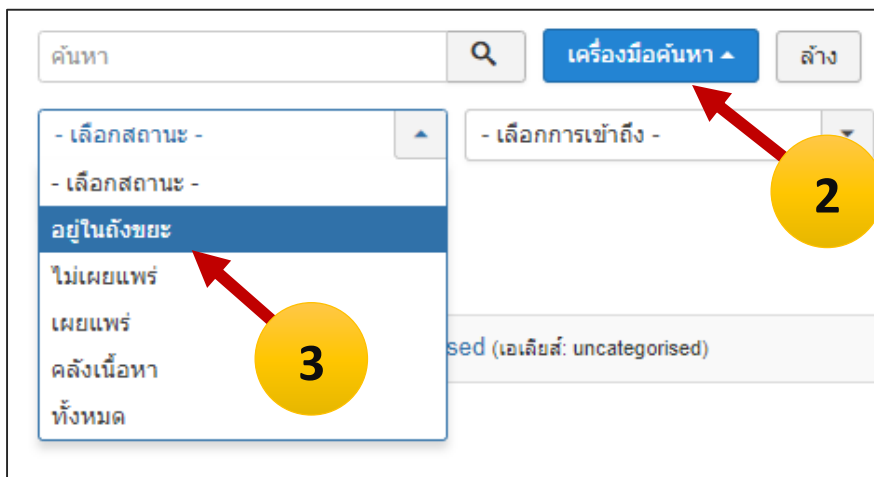 ค้นหา
เครื่องมือค้นหา
ล้าง
- เลือกสถานะ -
- เลือกการเข้าถึง -
2
- เลือกสถานะ -
อยู่ในถังขยะ
ไม่เผยแพร่
เผยแพร่
3
sed (เอเลียส์: uncategorised)
คลังเนื้อหา
ทั้งหมด